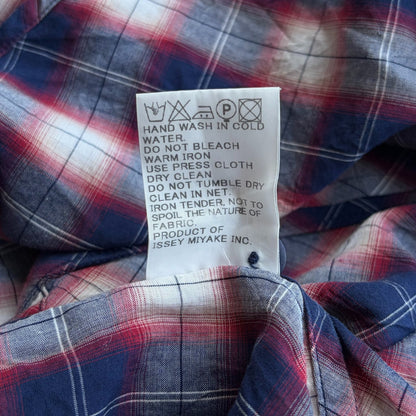 HAND WASH IN COLD
WATER.
DO NOT BLEACH
WARM IRON
USE PRESS CLOTH
DRY CLEAN
DO NOT TUMBLE DRY
CLEAN IN NET.
IRON TENDER, NOT TO
SPOIL THE NATURE OF
FABRIC.
PRODUCT OF
ISSEY MIYAKE INC.